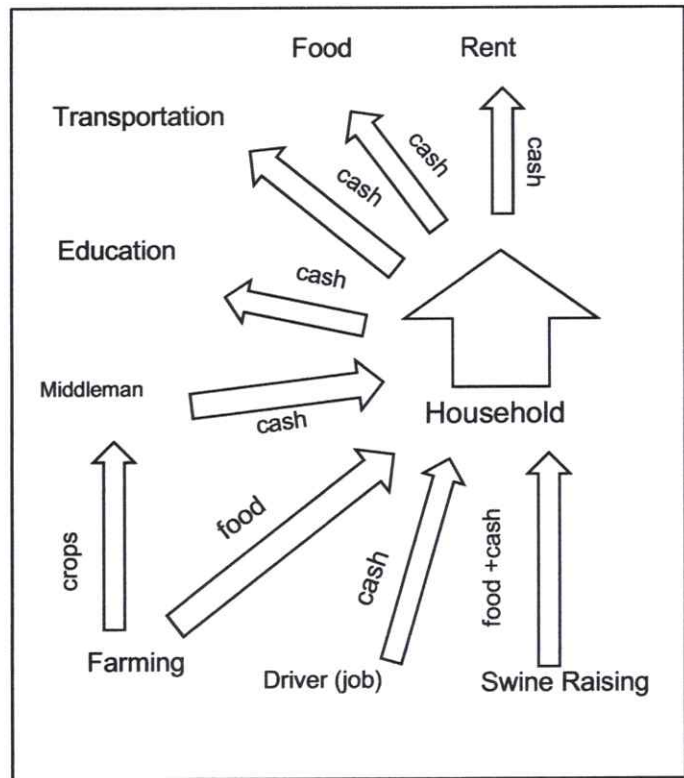 Food
Rent
Transportation
cash
cash
cash
Education
cash
Middleman
cash
Household
crops
food
cash
food +cash
Farming
Driver (job)
Swine Raising